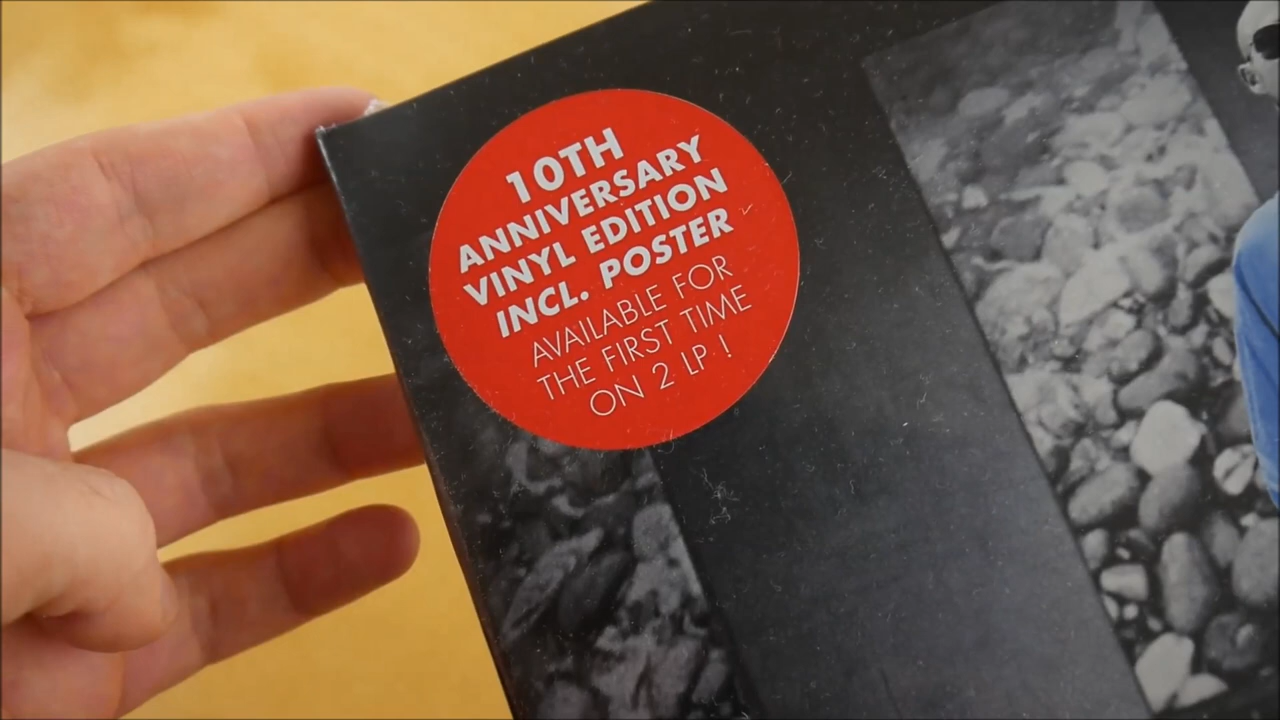 10TH
ANNIVERSARY
VINYL EDITION
INCL. POSTER
AVAILABLE FOR
THE FIRST TIME
ON 2 LP !